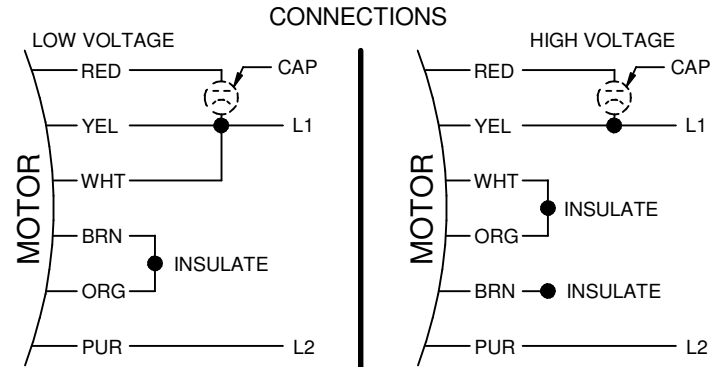 CONNECTIONS
LOW VOLTAGE
RED
CAP
YEL
L1
WHT
MOTOR
BRN
INSULATE
ORG
PUR
L2
HIGH VOLTAGE
RED
CAP
YEL
L1
WHT
INSULATE
MOTOR
ORG
BRN
INSULATE
PUR
L2